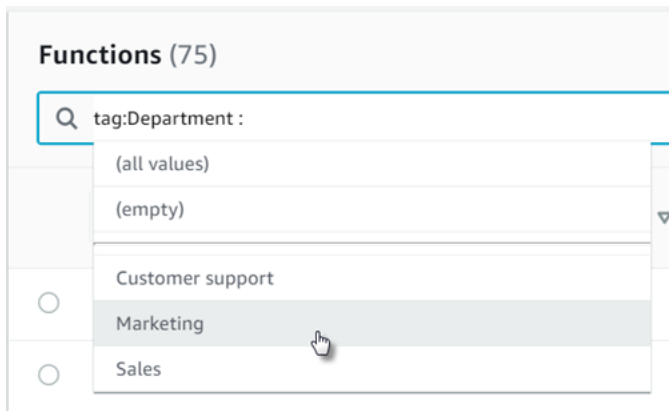 Functions (75)
tag:Department :
(all values)
(empty)
Customer support
Marketing
Sales